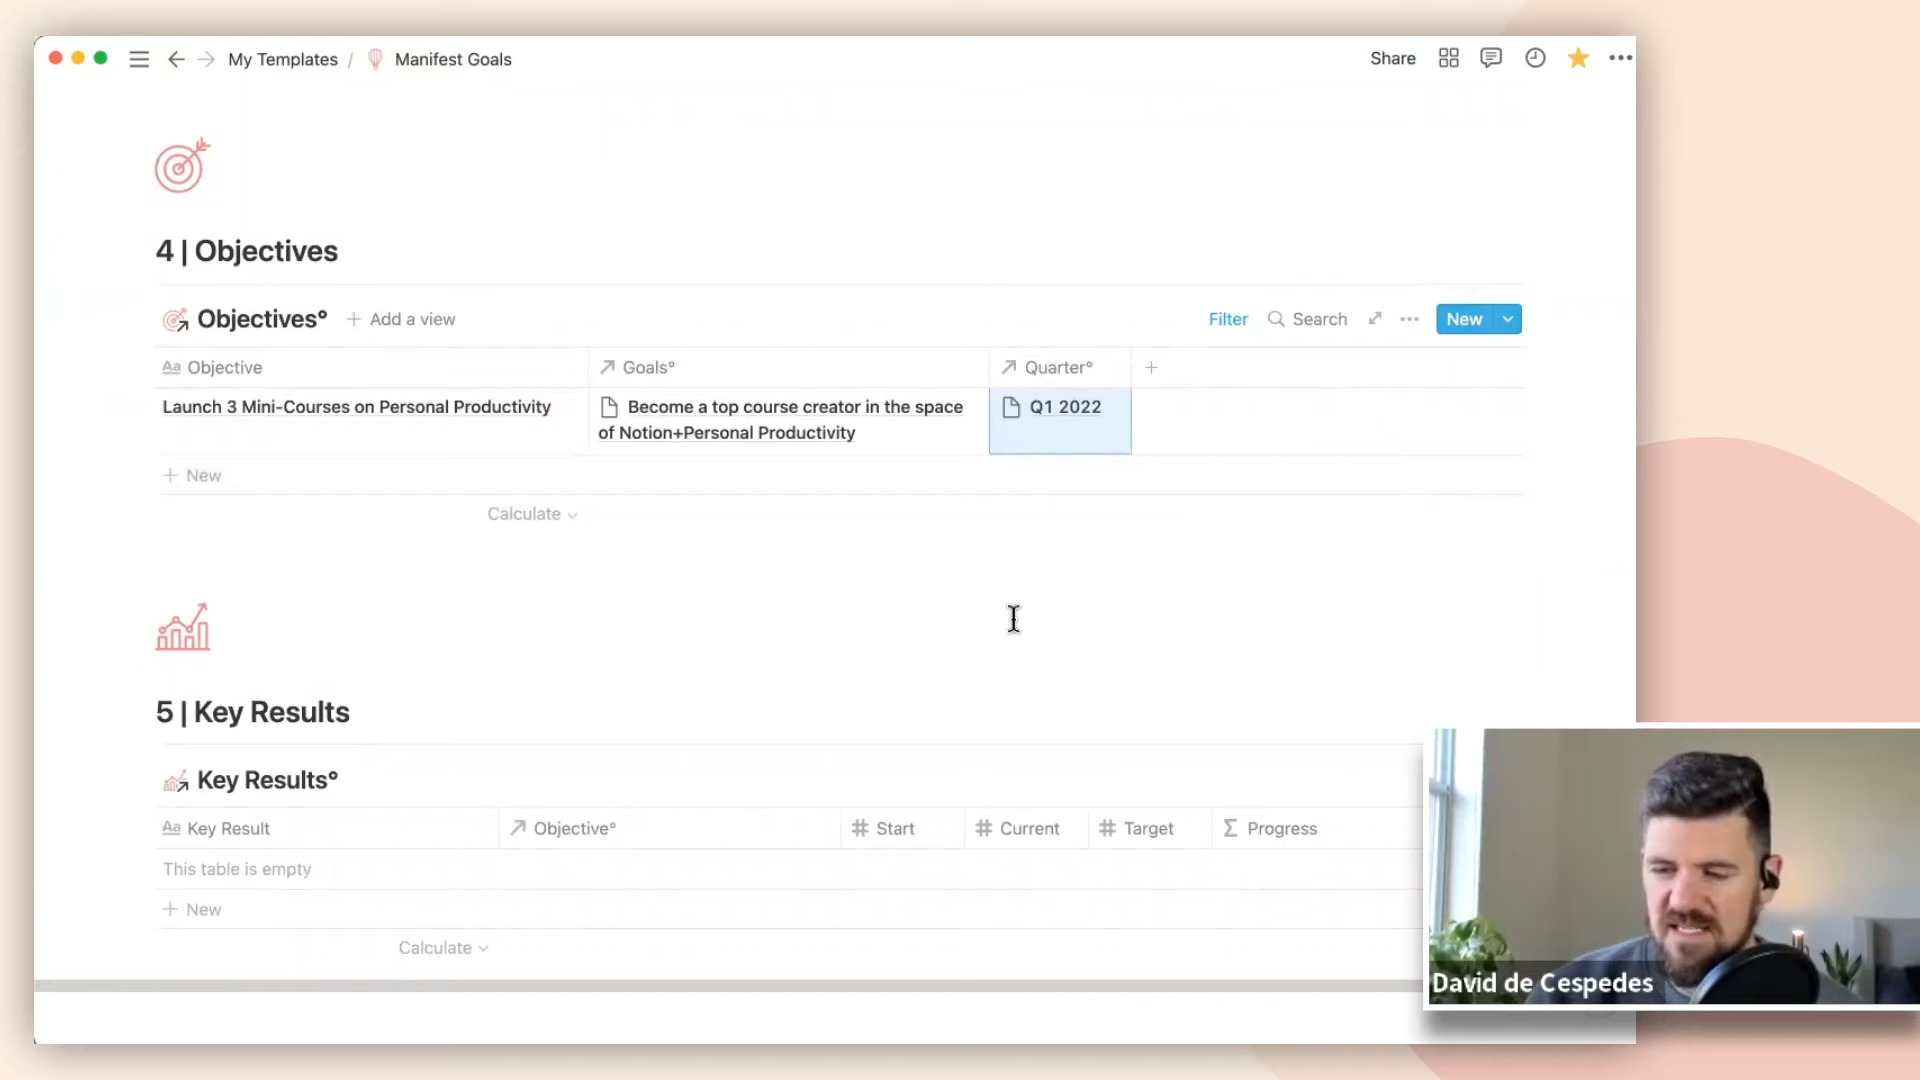 My Templates / Manifest Goals Share
4 | Objectives
Objectives° + Add a view Filter Search New
Aa Objective Goals° Quarter° +
Launch 3 Mini-Courses on Personal Productivity Become a top course creator in the space Q1 2022
of Notion+Personal Productivity
+ New
Calculate
5 | Key Results
Key Results°
Aa Key Result Objective° # Start # Current # Target Σ Progress
This table is empty
+ New
Calculate
David de Cespedes